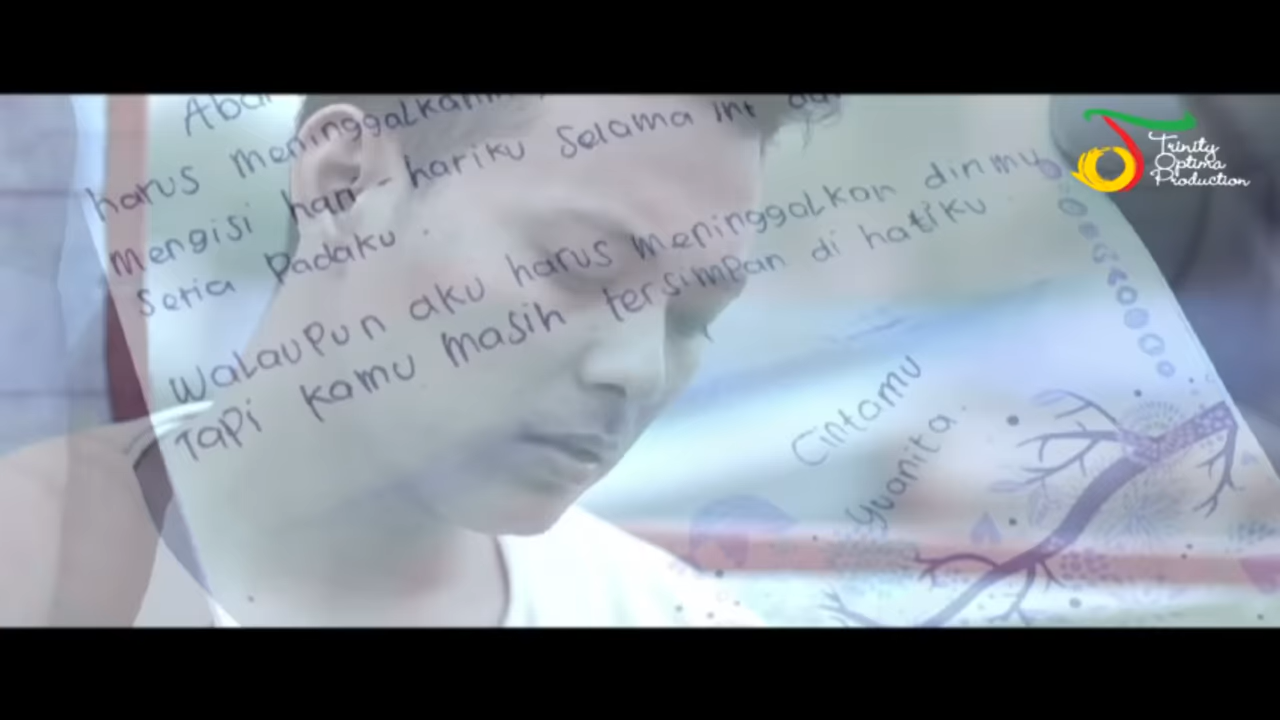 harus meninggalkanmu
mengisi hari-hariku selama ini dan
setia padaku.
Walaupun aku harus meninggalkan dirimu
Tapi kamu masih tersimpan di hatiku.
Cintamu
Yuanita.
Trinity
Optima
Production